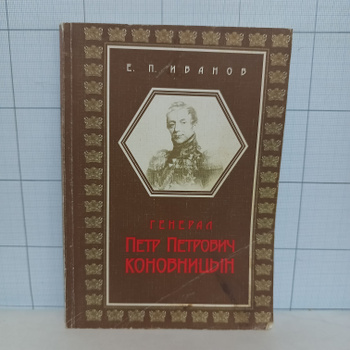 Е. П. ИВАНОВ
ГЕНЕРАЛ
ПЕТР ПЕТРОВИЧ
КОНОВНИЦЫН